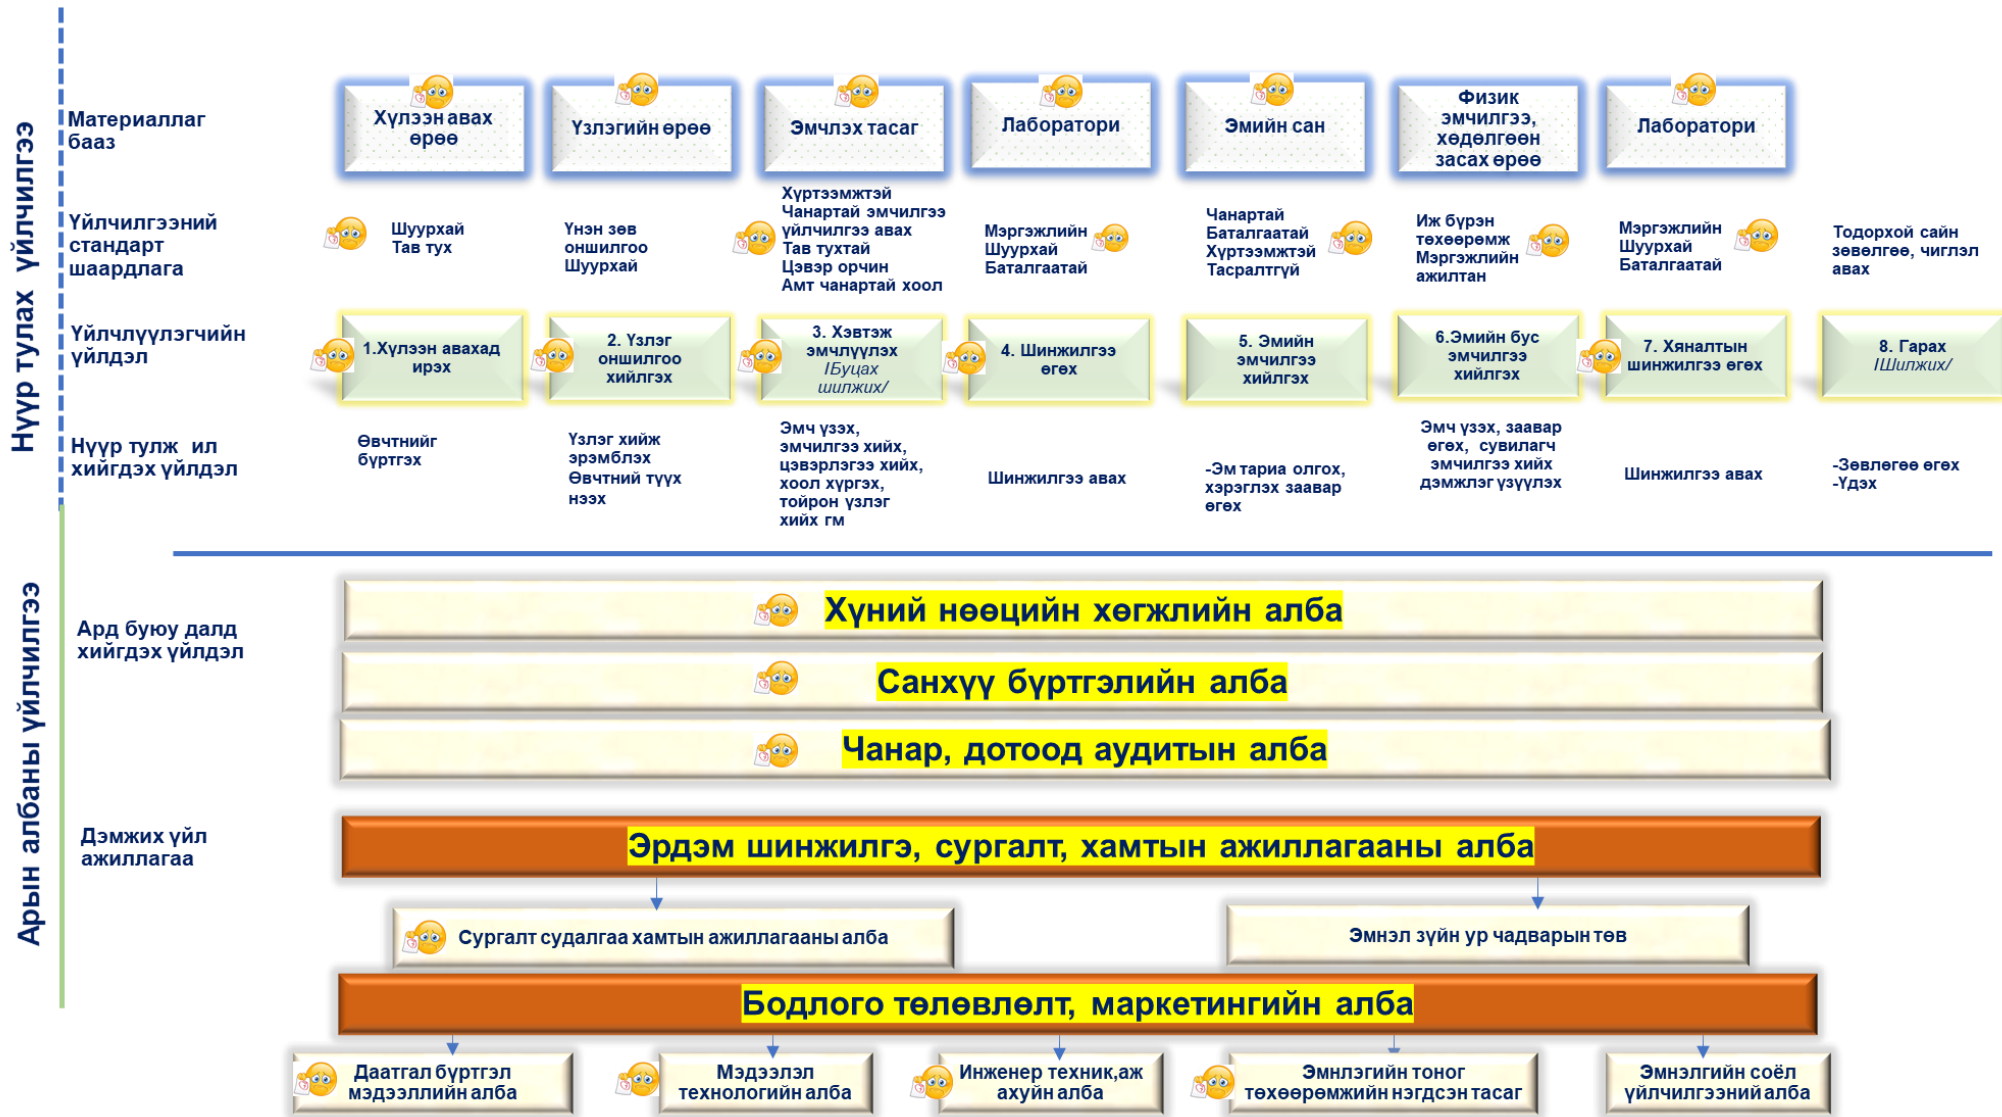 Нүүр тулах үйлчилгээ
Материаллаг
бааз
Хүлээн авах
өрөө
Үзлэгийн өрөө
Эмчлэх тасаг
Лаборатори
Эмийн сан
Физик
эмчилгээ,
хөдөлгөөн
засах өрөө
Лаборатори
Үйлчилгээний
стандарт
шаардлага
Шуурхай
Тав тух
Үнэн зөв
оншилгоо
Шуурхай
Хүртээмжтэй
Чанартай эмчилгээ
үйлчилгээ авах
Тав тухтай
Цэвэр орчин
Амт чанартай хоол
Мэргэжлийн
Шуурхай
Баталгаатай
Чанартай
Баталгаатай
Хүртээмжтэй
Тасралтгүй
Иж бүрэн
төхөөрөмж
Мэргэжлийн
ажилтан
Мэргэжлийн
Шуурхай
Баталгаатай
Тодорхой сайн
зөвөлгөө, чиглэл
авах
Үйлчлүүлэгчийн
үйлдэл
1.Хүлээн авахад
ирэх
2. Үзлэг
оншилгоо
хийлгэх
3. Хэвтэж
эмчлүүлэх
/Буцах
шилжих/
4. Шинжилгээ
өгөх
5. Эмийн
эмчилгээ
хийлгэх
6.Эмийн бус
эмчилгээ
хийлгэх
7. Хяналтын
шинжилгээ өгөх
8. Гарах
/Шилжих/
Нүүр тулж ил
хийгдэх үйлдэл
Өвчтнийг
бүртгэх
Үзлэг хийж
эрэмблэх
Өвчтний түүх
нээх
Эмч үзэх,
эмчилгээ хийх,
цэвэрлэгээ хийх,
хоол хүргэх,
тойрон үзлэг
хийх гм
Шинжилгээ авах
-Эм тариа олгох,
хэрэглэх заавар
өгөх
Эмч үзэх, заавар
өгөх, сувилагч
эмчилгээ хийх
дэмжлэг үзүүлэх
Шинжилгээ авах
-Зөвлөгөө өгөх
-Үдэх
Арын албаны үйлчилгээ
Ард буюу далд
хийгдэх үйлдэл
Хүний нөөцийн хөгжлийн алба
Санхүү бүртгэлийн алба
Чанар, дотоод аудитын алба
Дэмжих үйл
ажиллагаа
Эрдэм шинжилгэ, сургалт, хамтын ажиллагааны алба
Сургалт судалгаа хамтын ажиллагааны алба
Эмнэл зүйн ур чадварын төв
Бодлого төлөвлөлт, маркетингийн алба
Даатгал бүртгэл
мэдээллийн алба
Мэдээлэл
технологийн алба
Инженер техник,аж
ахуйн алба
Эмнлэгийн тоног
төхөөрөмжийн нэгдсэн тасаг
Эмнэлгийн соёл
үйлчилгээний алба